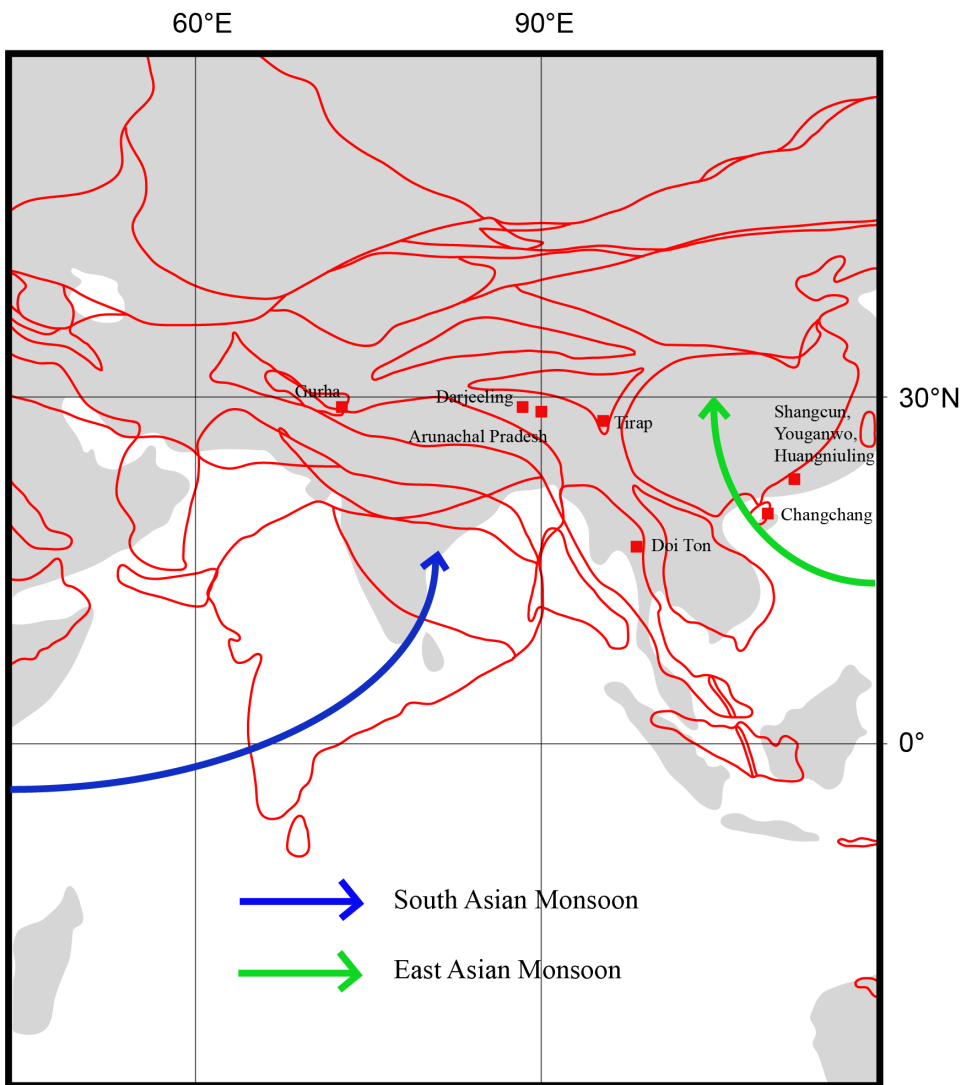 60°E
90°E
Gurha
Darjeeling
30°N
Arunachal Pradesh
Tirap
Shangcun,
Youganwo,
Huangniuling
Changchang
Doi Ton
0°
South Asian Monsoon
East Asian Monsoon